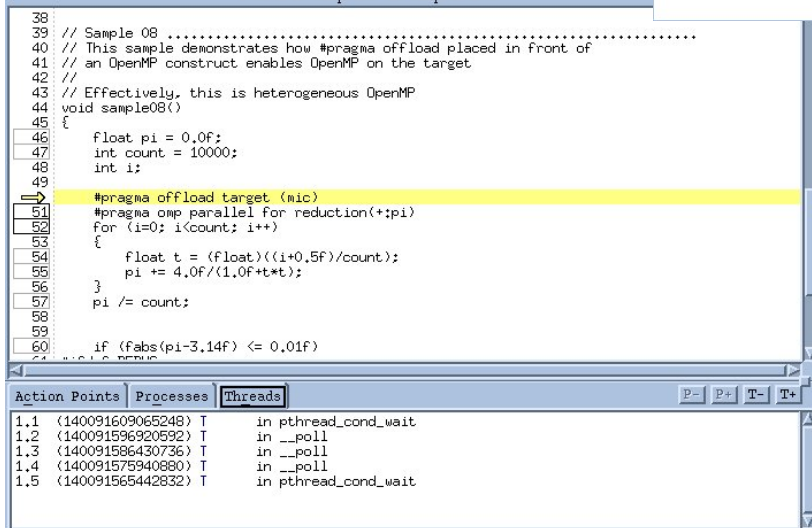 38
39 // Sample 08 ..................................................................
40 // This sample demonstrates how #pragma offload placed in front of
41 // an OpenMP construct enables OpenMP on the target
42 //
43 // Effectively, this is heterogeneous OpenMP
44 void sample08()
45 {
46 float pi = 0.0f;
47 int count = 10000;
48 int i;
49
#pragma offload target (mic)
51 #pragma omp parallel for reduction(+:pi)
52 for (i=0; i<count; i++)
53 {
54 float t = (float)((i+0.5f)/count);
55 pi += 4.0f/(1.0f+t*t);
56 }
57 pi /= count;
58
59
60 if (fabs(pi-3.14f) <= 0.01f)
Action Points Processes Threads P- P+ T- T+
1.1 (140091609065248) T in pthread_cond_wait
1.2 (140091596920592) T in __poll
1.3 (140091586430736) T in __poll
1.4 (140091575940880) T in __poll
1.5 (140091565442832) T in pthread_cond_wait